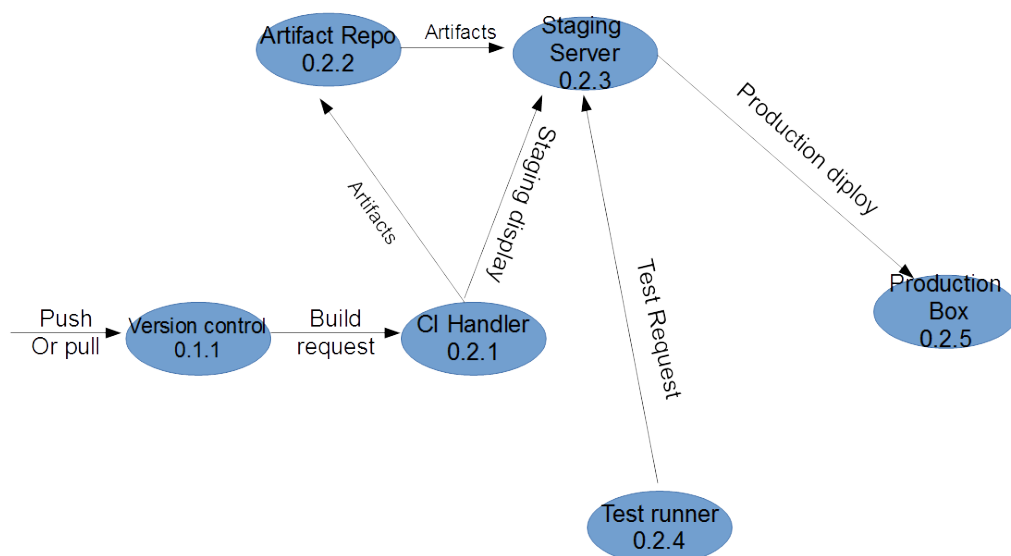 Artifact Repo
0.2.2
Artifacts
Staging
Server
0.2.3
Production diploy
Artifacts
Staging display
Test Request
Push
Or pull
Version control
0.1.1
Build
request
CI Handler
0.2.1
Production
Box
0.2.5
Test runner
0.2.4